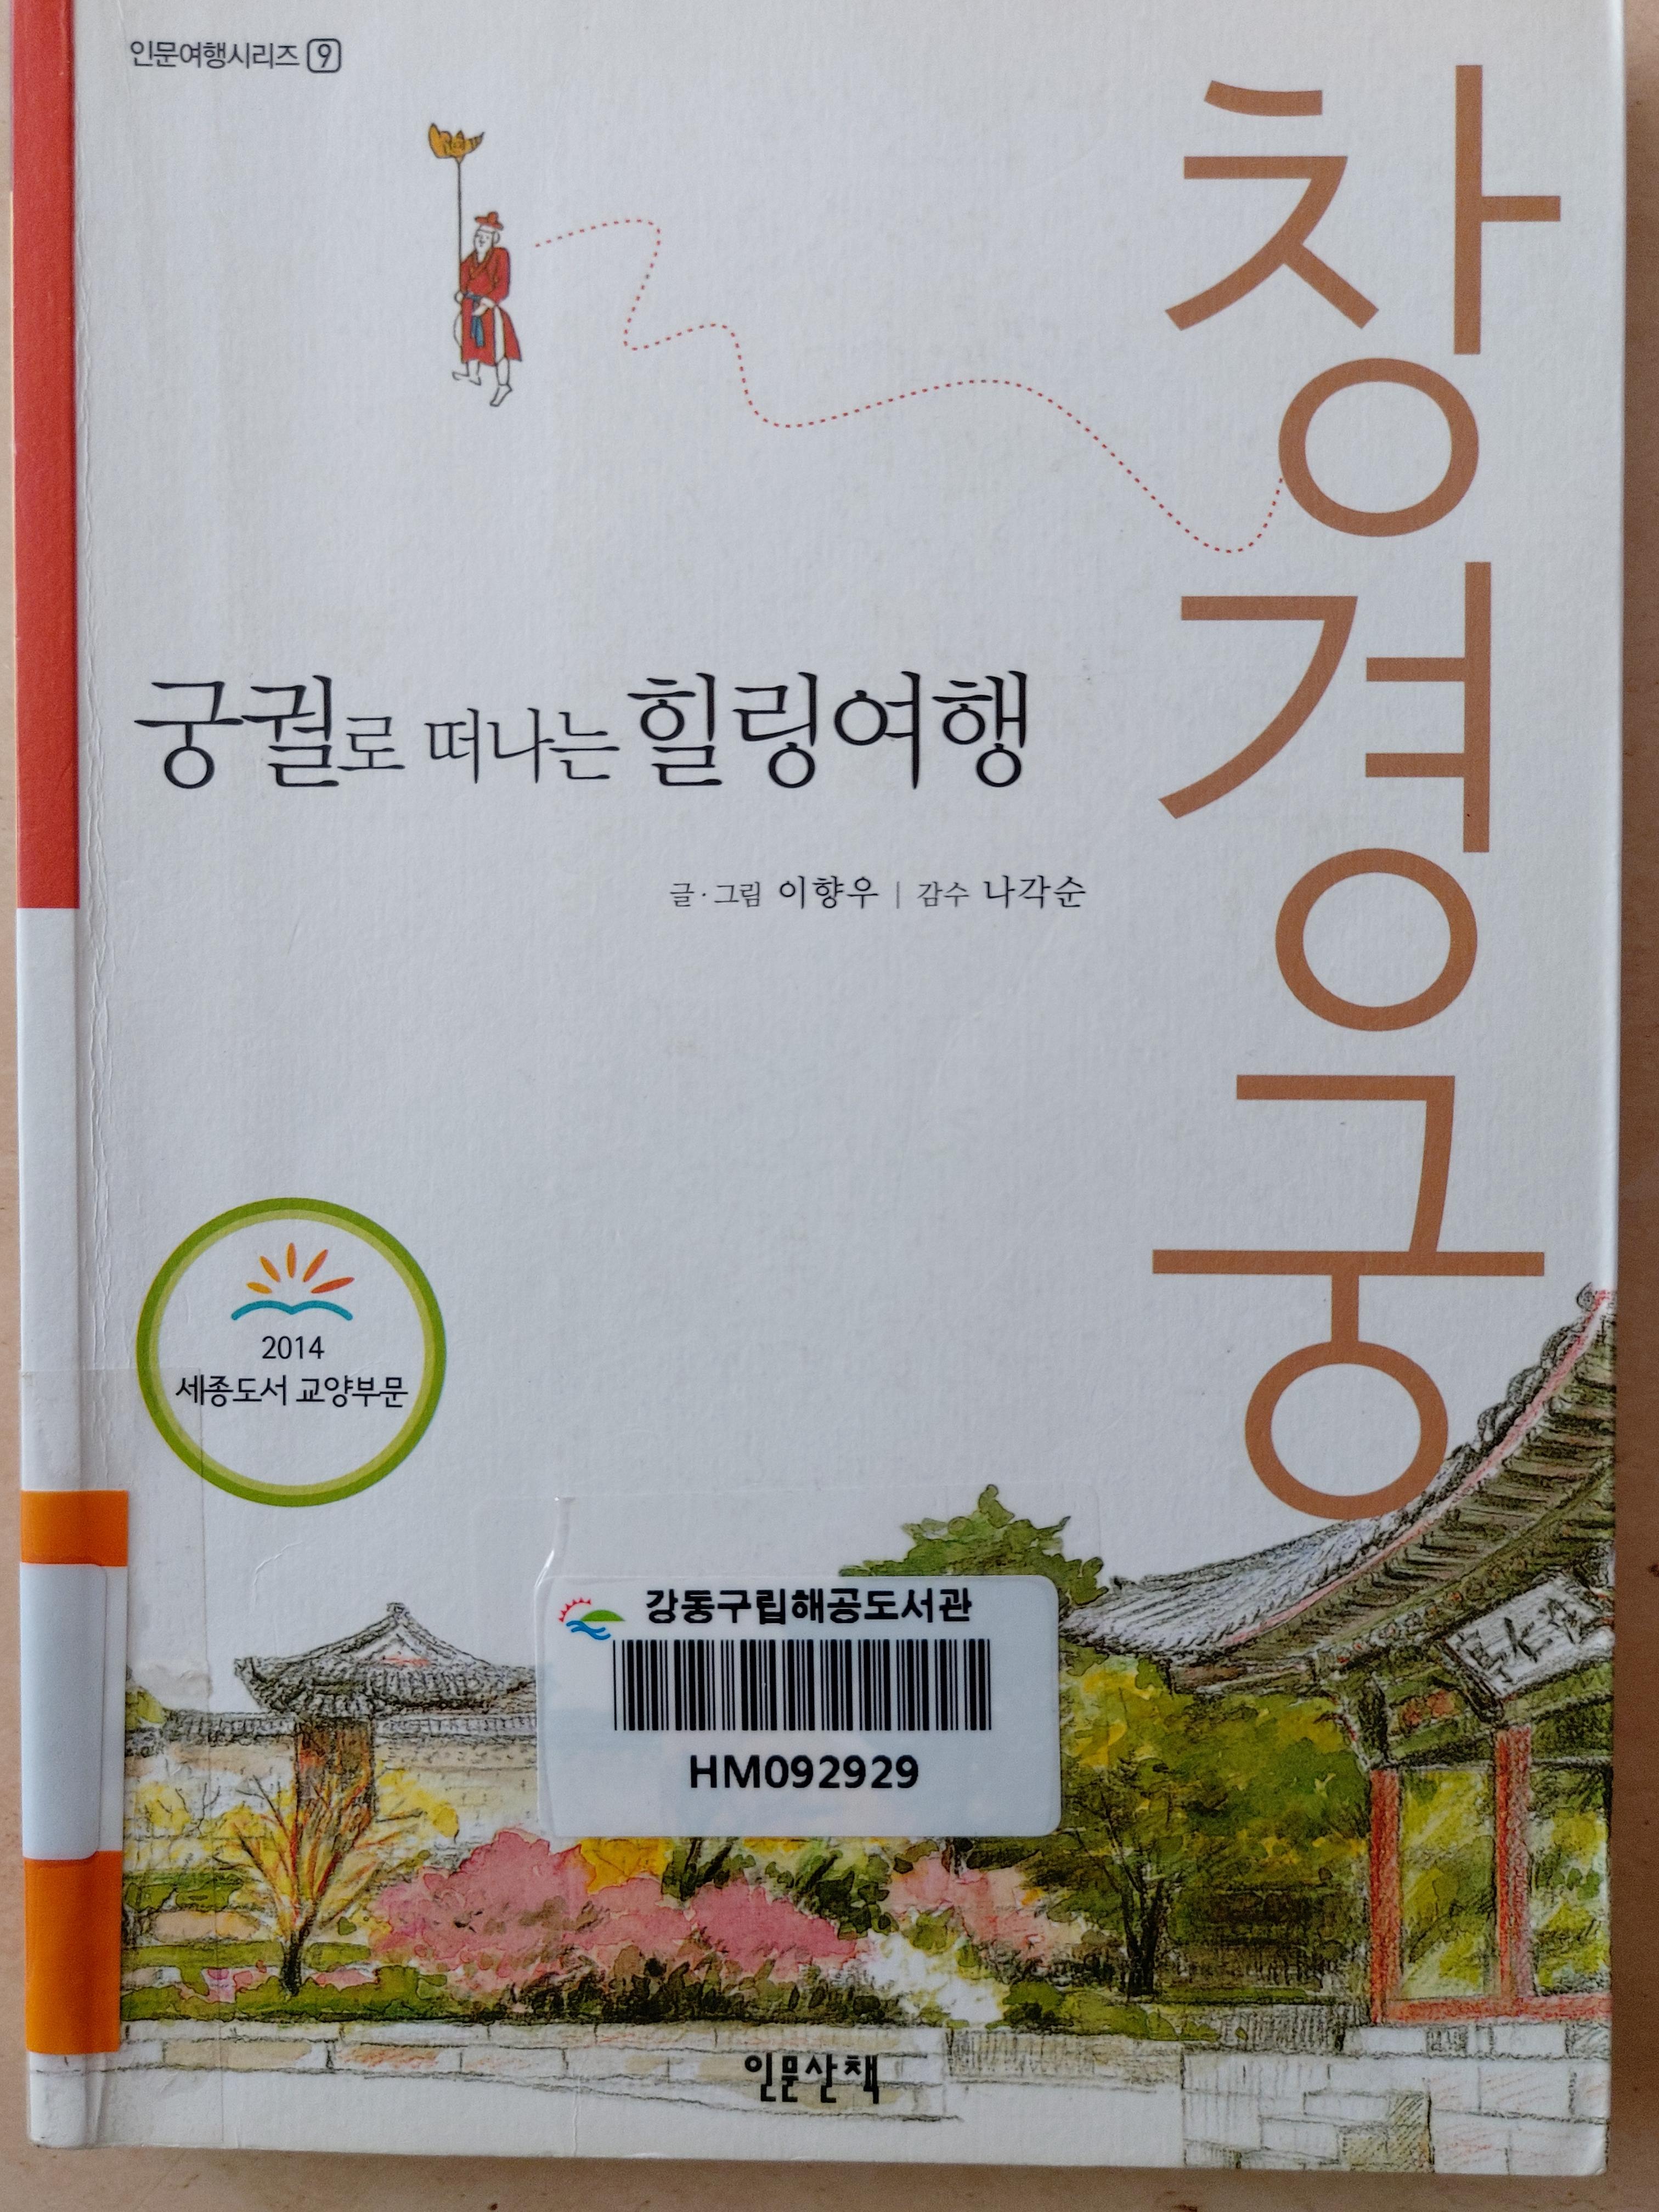 인문여행시리즈 9
창경궁
궁궐로 떠나는 힐링여행
글·그림 이향우 | 감수 나각순
2014
세종도서 교양부문
강동구립해공도서관
HM092929
인문산책